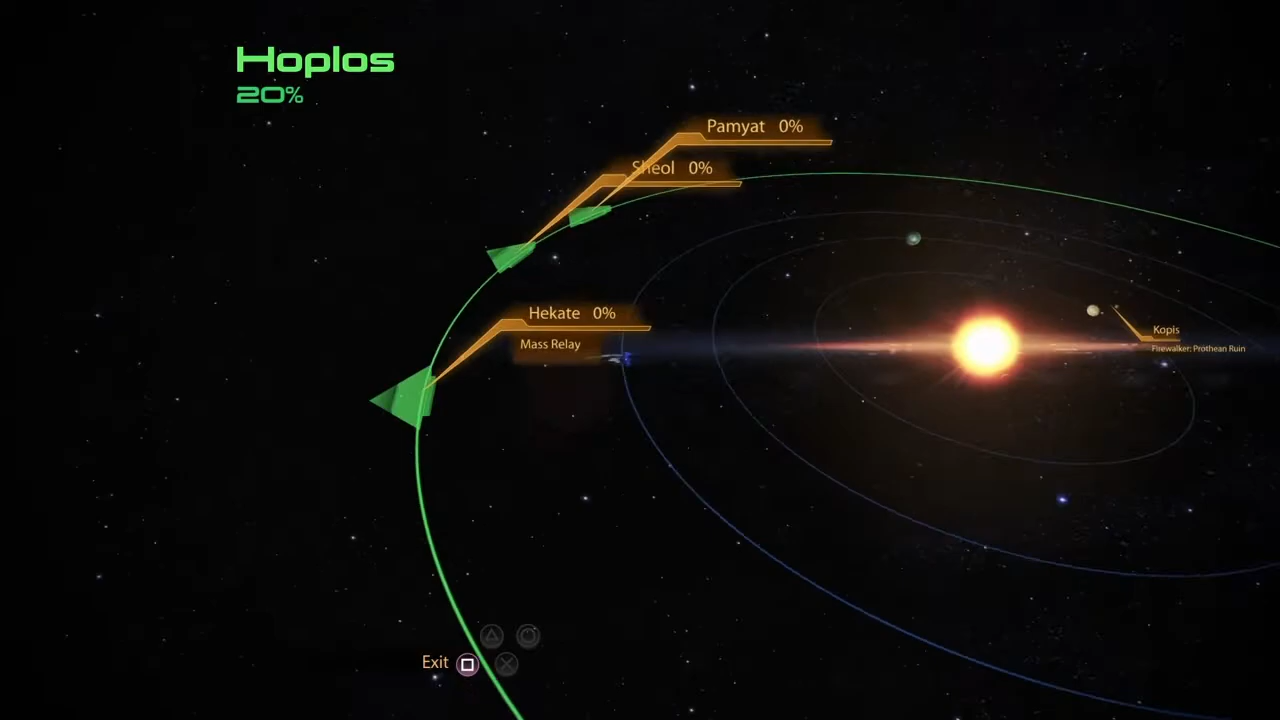 Hoplos
20%
Pamyat 0%
Sheol 0%
Hekate 0%
Mass Relay
Kopis
Firewalker: Prothean Ruin
Exit